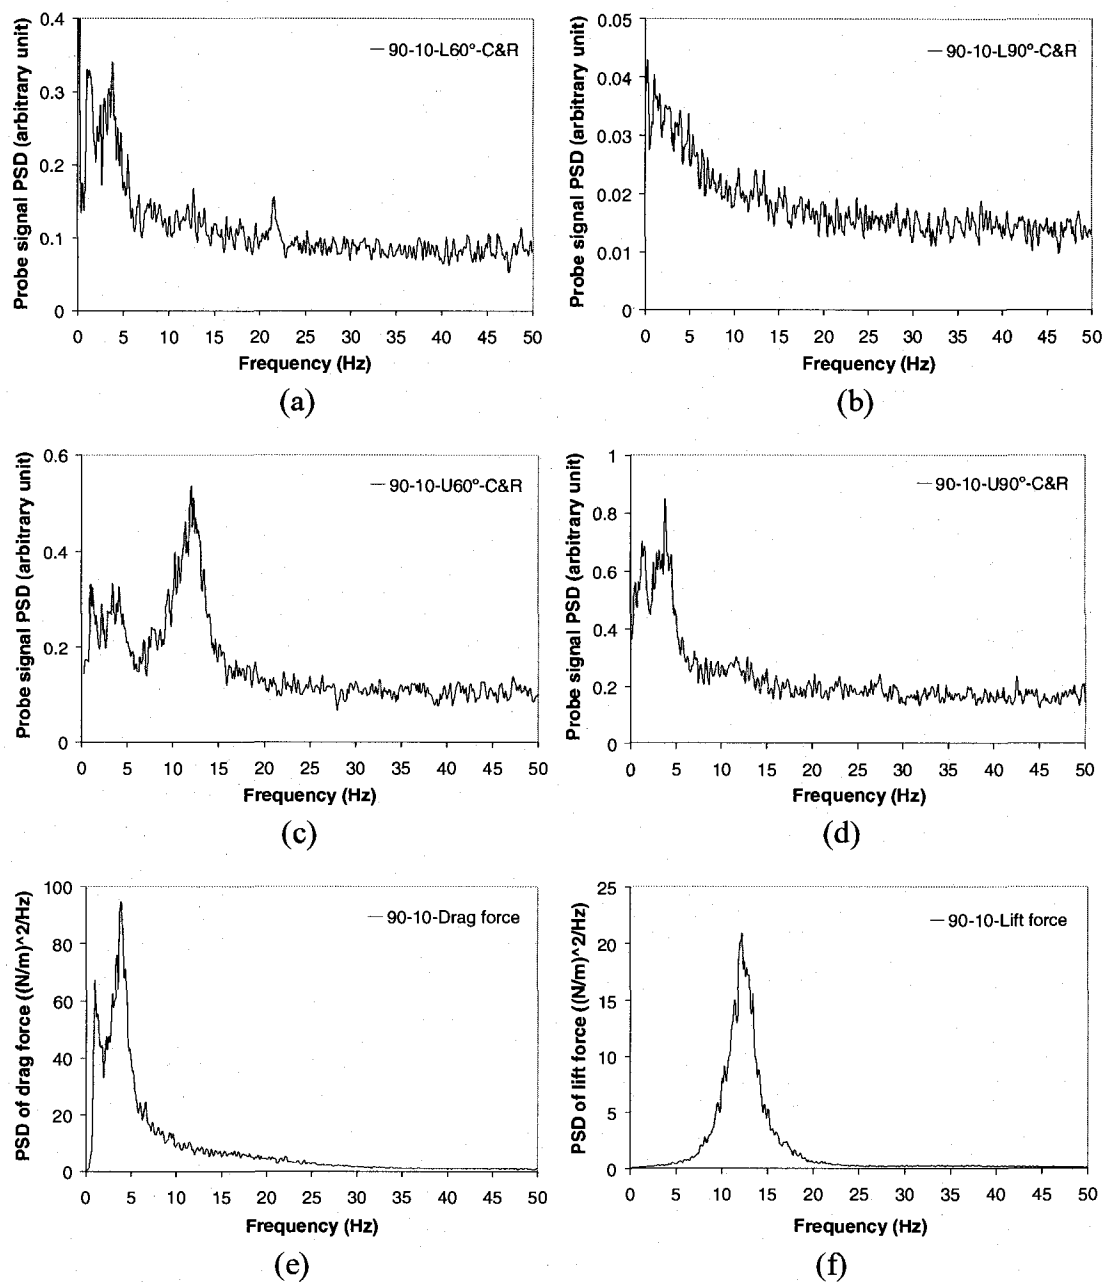 Probe signal PSD (arbitrary unit)
0.4
0.3
0.2
0.1
0
— 90-10-L60º-C&R
0 5 10 15 20 25 30 35 40 45 50
Frequency (Hz)
(a)
Probe signal PSD (arbitrary unit)
0.05
0.04
0.03
0.02
0.01
0
— 90-10-L90º-C&R
0 5 10 15 20 25 30 35 40 45 50
Frequency (Hz)
(b)
Probe signal PSD (arbitrary unit)
0.6
0.4
0.2
0
— 90-10-U60º-C&R
0 5 10 15 20 25 30 35 40 45 50
Frequency (Hz)
(c)
Probe signal PSD (arbitrary unit)
1
0.8
0.6
0.4
0.2
0
— 90-10-U90º-C&R
0 5 10 15 20 25 30 35 40 45 50
Frequency (Hz)
(d)
PSD of drag force ((N/m)^2/Hz)
100
80
60
40
20
0
— 90-10-Drag force
0 5 10 15 20 25 30 35 40 45 50
Frequency (Hz)
(e)
PSD of lift force ((N/m)^2/Hz)
25
20
15
10
5
0
— 90-10-Lift force
0 5 10 15 20 25 30 35 40 45 50
Frequency (Hz)
(f)